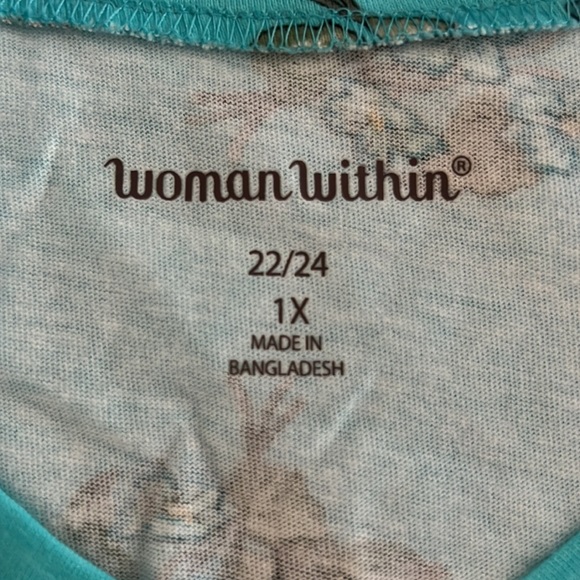 woman within®
22/24
1X
MADE IN
BANGLADESH